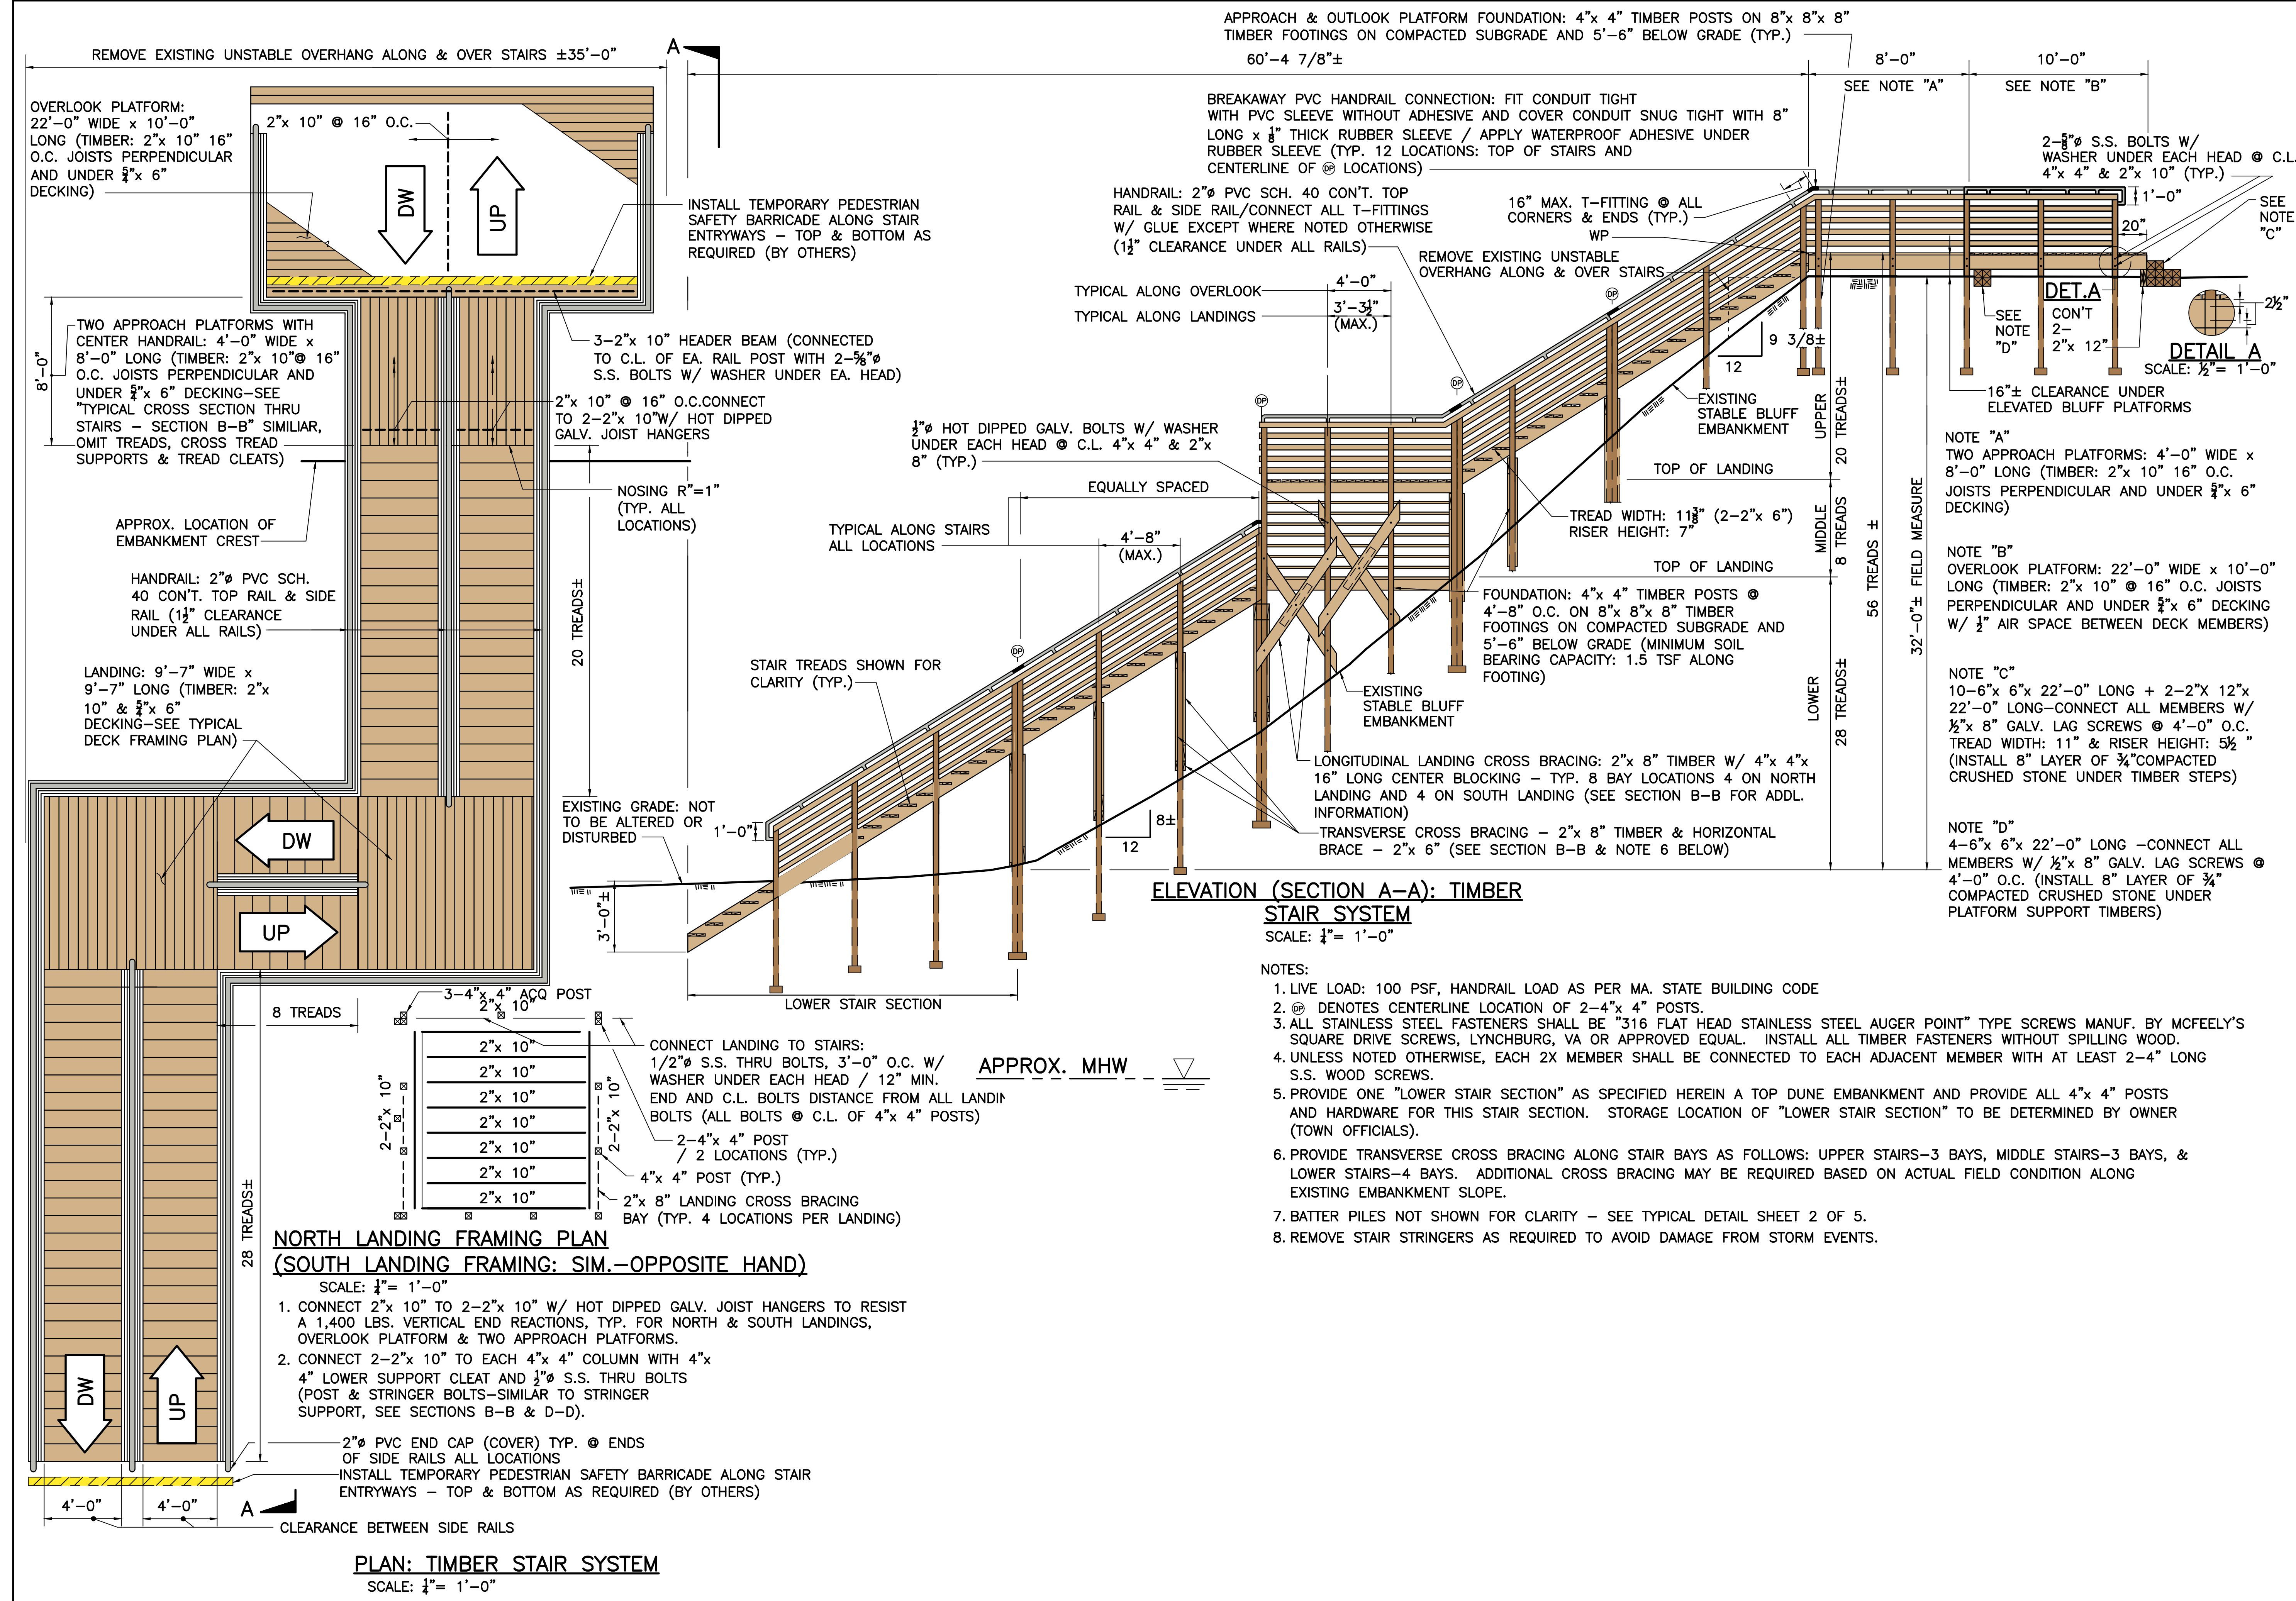 REMOVE EXISTING UNSTABLE OVERHANG ALONG & OVER STAIRS ±35'-0"
A
OVERLOOK PLATFORM:
22'-0" WIDE x 10'-0"
LONG (TIMBER: 2"x 10" 16"
O.C. JOISTS PERPENDICULAR
AND UNDER 5/4"x 6"
DECKING)
2"x 10" @ 16" O.C.
DW
UP
INSTALL TEMPORARY PEDESTRIAN
SAFETY BARRICADE ALONG STAIR
ENTRYWAYS - TOP & BOTTOM AS
REQUIRED (BY OTHERS)
8'-0"
TWO APPROACH PLATFORMS WITH
CENTER HANDRAIL: 4'-0" WIDE x
8'-0" LONG (TIMBER: 2"x 10"@ 16"
O.C. JOISTS PERPENDICULAR AND
UNDER 5/4"x 6" DECKING-SEE
"TYPICAL CROSS SECTION THRU
STAIRS - SECTION B-B" SIMILIAR,
OMIT TREADS, CROSS TREAD
SUPPORTS & TREAD CLEATS)
3-2"x 10" HEADER BEAM (CONNECTED
TO C.L. OF EA. RAIL POST WITH 2-5/8"ø
S.S. BOLTS W/ WASHER UNDER EA. HEAD)
2"x 10" @ 16" O.C.CONNECT
TO 2-2"x 10"W/ HOT DIPPED
GALV. JOIST HANGERS
NOSING R"=1"
(TYP. ALL
LOCATIONS)
APPROX. LOCATION OF
EMBANKMENT CREST
HANDRAIL: 2"ø PVC SCH.
40 CON'T. TOP RAIL & SIDE
RAIL (1½" CLEARANCE
UNDER ALL RAILS)
20 TREADS±
LANDING: 9'-7" WIDE x
9'-7" LONG (TIMBER: 2"x
10" & 5/4"x 6"
DECKING-SEE TYPICAL
DECK FRAMING PLAN)
DW
UP
8 TREADS
28 TREADS±
DW
UP
3-4"x 4" ACQ POST
2"x 10"
2"x 10"
2"x 10"
2"x 10"
2"x 10"
2"x 10"
2"x 10"
2"x 10"
2-2"x 10"
2-2"x 10"
CONNECT LANDING TO STAIRS:
1/2"ø S.S. THRU BOLTS, 3'-0" O.C. W/
WASHER UNDER EACH HEAD / 12" MIN.
END AND C.L. BOLTS DISTANCE FROM ALL LANDIN
BOLTS (ALL BOLTS @ C.L. OF 4"x 4" POSTS)
2-4"x 4" POST
/ 2 LOCATIONS (TYP.)
4"x 4" POST (TYP.)
2"x 8" LANDING CROSS BRACING
BAY (TYP. 4 LOCATIONS PER LANDING)
NORTH LANDING FRAMING PLAN
(SOUTH LANDING FRAMING: SIM.-OPPOSITE HAND)
SCALE: ¼"= 1'-0"
1. CONNECT 2"x 10" TO 2-2"x 10" W/ HOT DIPPED GALV. JOIST HANGERS TO RESIST
A 1,400 LBS. VERTICAL END REACTIONS, TYP. FOR NORTH & SOUTH LANDINGS,
OVERLOOK PLATFORM & TWO APPROACH PLATFORMS.
2. CONNECT 2-2"x 10" TO EACH 4"x 4" COLUMN WITH 4"x
4" LOWER SUPPORT CLEAT AND ½"ø S.S. THRU BOLTS
(POST & STRINGER BOLTS-SIMILAR TO STRINGER
SUPPORT, SEE SECTIONS B-B & D-D).
2"ø PVC END CAP (COVER) TYP. @ ENDS
OF SIDE RAILS ALL LOCATIONS
INSTALL TEMPORARY PEDESTRIAN SAFETY BARRICADE ALONG STAIR
ENTRYWAYS - TOP & BOTTOM AS REQUIRED (BY OTHERS)
4'-0"
4'-0"
A
CLEARANCE BETWEEN SIDE RAILS
PLAN: TIMBER STAIR SYSTEM
SCALE: ¼"= 1'-0"
APPROACH & OUTLOOK PLATFORM FOUNDATION: 4"x 4" TIMBER POSTS ON 8"x 8"x 8"
TIMBER FOOTINGS ON COMPACTED SUBGRADE AND 5'-6" BELOW GRADE (TYP.)
60'-4 7/8"±
8'-0"
SEE NOTE "A"
10'-0"
SEE NOTE "B"
BREAKAWAY PVC HANDRAIL CONNECTION: FIT CONDUIT TIGHT
WITH PVC SLEEVE WITHOUT ADHESIVE AND COVER CONDUIT SNUG TIGHT WITH 8"
LONG x ⅛" THICK RUBBER SLEEVE / APPLY WATERPROOF ADHESIVE UNDER
RUBBER SLEEVE (TYP. 12 LOCATIONS: TOP OF STAIRS AND
CENTERLINE OF DP LOCATIONS)
2-⅝"ø S.S. BOLTS W/
WASHER UNDER EACH HEAD @ C.L.
4"x 4" & 2"x 10" (TYP.)
HANDRAIL: 2"ø PVC SCH. 40 CON'T. TOP
RAIL & SIDE RAIL/CONNECT ALL T-FITTINGS
W/ GLUE EXCEPT WHERE NOTED OTHERWISE
(1½" CLEARANCE UNDER ALL RAILS)
16" MAX. T-FITTING @ ALL
CORNERS & ENDS (TYP.)
WP
REMOVE EXISTING UNSTABLE
OVERHANG ALONG & OVER STAIRS
1'-0"
SEE
NOTE
"C"
20"
TYPICAL ALONG OVERLOOK
4'-0"
TYPICAL ALONG LANDINGS
3'-3½"
(MAX.)
DP
DP
DP
DP
9 3/8±
12
SEE
NOTE
"D"
DET.A
CON'T
2-
2"x 12"
2½"
DETAIL A
SCALE: ½"= 1'-0"
16"± CLEARANCE UNDER
ELEVATED BLUFF PLATFORMS
EXISTING
STABLE BLUFF
EMBANKMENT
UPPER
20 TREADS±
½"ø HOT DIPPED GALV. BOLTS W/ WASHER
UNDER EACH HEAD @ C.L. 4"x 4" & 2"x
8" (TYP.)
TOP OF LANDING
EQUALLY SPACED
TYPICAL ALONG STAIRS
ALL LOCATIONS
4'-8"
(MAX.)
TREAD WIDTH: 11⅜" (2-2"x 6")
RISER HEIGHT: 7"
MIDDLE
8 TREADS
TOP OF LANDING
56 TREADS ±
32'-0"± FIELD MEASURE
FOUNDATION: 4"x 4" TIMBER POSTS @
4'-8" O.C. ON 8"x 8"x 8" TIMBER
FOOTINGS ON COMPACTED SUBGRADE AND
5'-6" BELOW GRADE (MINIMUM SOIL
BEARING CAPACITY: 1.5 TSF ALONG
FOOTING)
STAIR TREADS SHOWN FOR
CLARITY (TYP.)
EXISTING
STABLE BLUFF
EMBANKMENT
LOWER
28 TREADS±
LONGITUDINAL LANDING CROSS BRACING: 2"x 8" TIMBER W/ 4"x 4"x
16" LONG CENTER BLOCKING - TYP. 8 BAY LOCATIONS 4 ON NORTH
LANDING AND 4 ON SOUTH LANDING (SEE SECTION B-B FOR ADDL.
INFORMATION)
EXISTING GRADE: NOT
TO BE ALTERED OR
DISTURBED
1'-0"
8±
12
TRANSVERSE CROSS BRACING - 2"x 8" TIMBER & HORIZONTAL
BRACE - 2"x 6" (SEE SECTION B-B & NOTE 6 BELOW)
3'-0"±
LOWER STAIR SECTION
ELEVATION (SECTION A-A): TIMBER
STAIR SYSTEM
SCALE: ¼"= 1'-0"
APPROX. MHW
NOTE "A"
TWO APPROACH PLATFORMS: 4'-0" WIDE x
8'-0" LONG (TIMBER: 2"x 10" 16" O.C.
JOISTS PERPENDICULAR AND UNDER 5/4"x 6"
DECKING)
NOTE "B"
OVERLOOK PLATFORM: 22'-0" WIDE x 10'-0"
LONG (TIMBER: 2"x 10" @ 16" O.C. JOISTS
PERPENDICULAR AND UNDER 5/4"x 6" DECKING
W/ ½" AIR SPACE BETWEEN DECK MEMBERS)
NOTE "C"
10-6"x 6"x 22'-0" LONG + 2-2"X 12"x
22'-0" LONG-CONNECT ALL MEMBERS W/
½"x 8" GALV. LAG SCREWS @ 4'-0" O.C.
TREAD WIDTH: 11" & RISER HEIGHT: 5½ "
(INSTALL 8" LAYER OF ¾"COMPACTED
CRUSHED STONE UNDER TIMBER STEPS)
NOTE "D"
4-6"x 6"x 22'-0" LONG -CONNECT ALL
MEMBERS W/ ½"x 8" GALV. LAG SCREWS @
4'-0" O.C. (INSTALL 8" LAYER OF ¾"
COMPACTED CRUSHED STONE UNDER
PLATFORM SUPPORT TIMBERS)
NOTES:
1. LIVE LOAD: 100 PSF, HANDRAIL LOAD AS PER MA. STATE BUILDING CODE
2. DP DENOTES CENTERLINE LOCATION OF 2-4"x 4" POSTS.
3. ALL STAINLESS STEEL FASTENERS SHALL BE "316 FLAT HEAD STAINLESS STEEL AUGER POINT" TYPE SCREWS MANUF. BY MCFEELY'S
SQUARE DRIVE SCREWS, LYNCHBURG, VA OR APPROVED EQUAL. INSTALL ALL TIMBER FASTENERS WITHOUT SPILLING WOOD.
4. UNLESS NOTED OTHERWISE, EACH 2X MEMBER SHALL BE CONNECTED TO EACH ADJACENT MEMBER WITH AT LEAST 2-4" LONG
S.S. WOOD SCREWS.
5. PROVIDE ONE "LOWER STAIR SECTION" AS SPECIFIED HEREIN A TOP DUNE EMBANKMENT AND PROVIDE ALL 4"x 4" POSTS
AND HARDWARE FOR THIS STAIR SECTION. STORAGE LOCATION OF "LOWER STAIR SECTION" TO BE DETERMINED BY OWNER
(TOWN OFFICIALS).
6. PROVIDE TRANSVERSE CROSS BRACING ALONG STAIR BAYS AS FOLLOWS: UPPER STAIRS-3 BAYS, MIDDLE STAIRS-3 BAYS, &
LOWER STAIRS-4 BAYS. ADDITIONAL CROSS BRACING MAY BE REQUIRED BASED ON ACTUAL FIELD CONDITION ALONG
EXISTING EMBANKMENT SLOPE.
7. BATTER PILES NOT SHOWN FOR CLARITY - SEE TYPICAL DETAIL SHEET 2 OF 5.
8. REMOVE STAIR STRINGERS AS REQUIRED TO AVOID DAMAGE FROM STORM EVENTS.